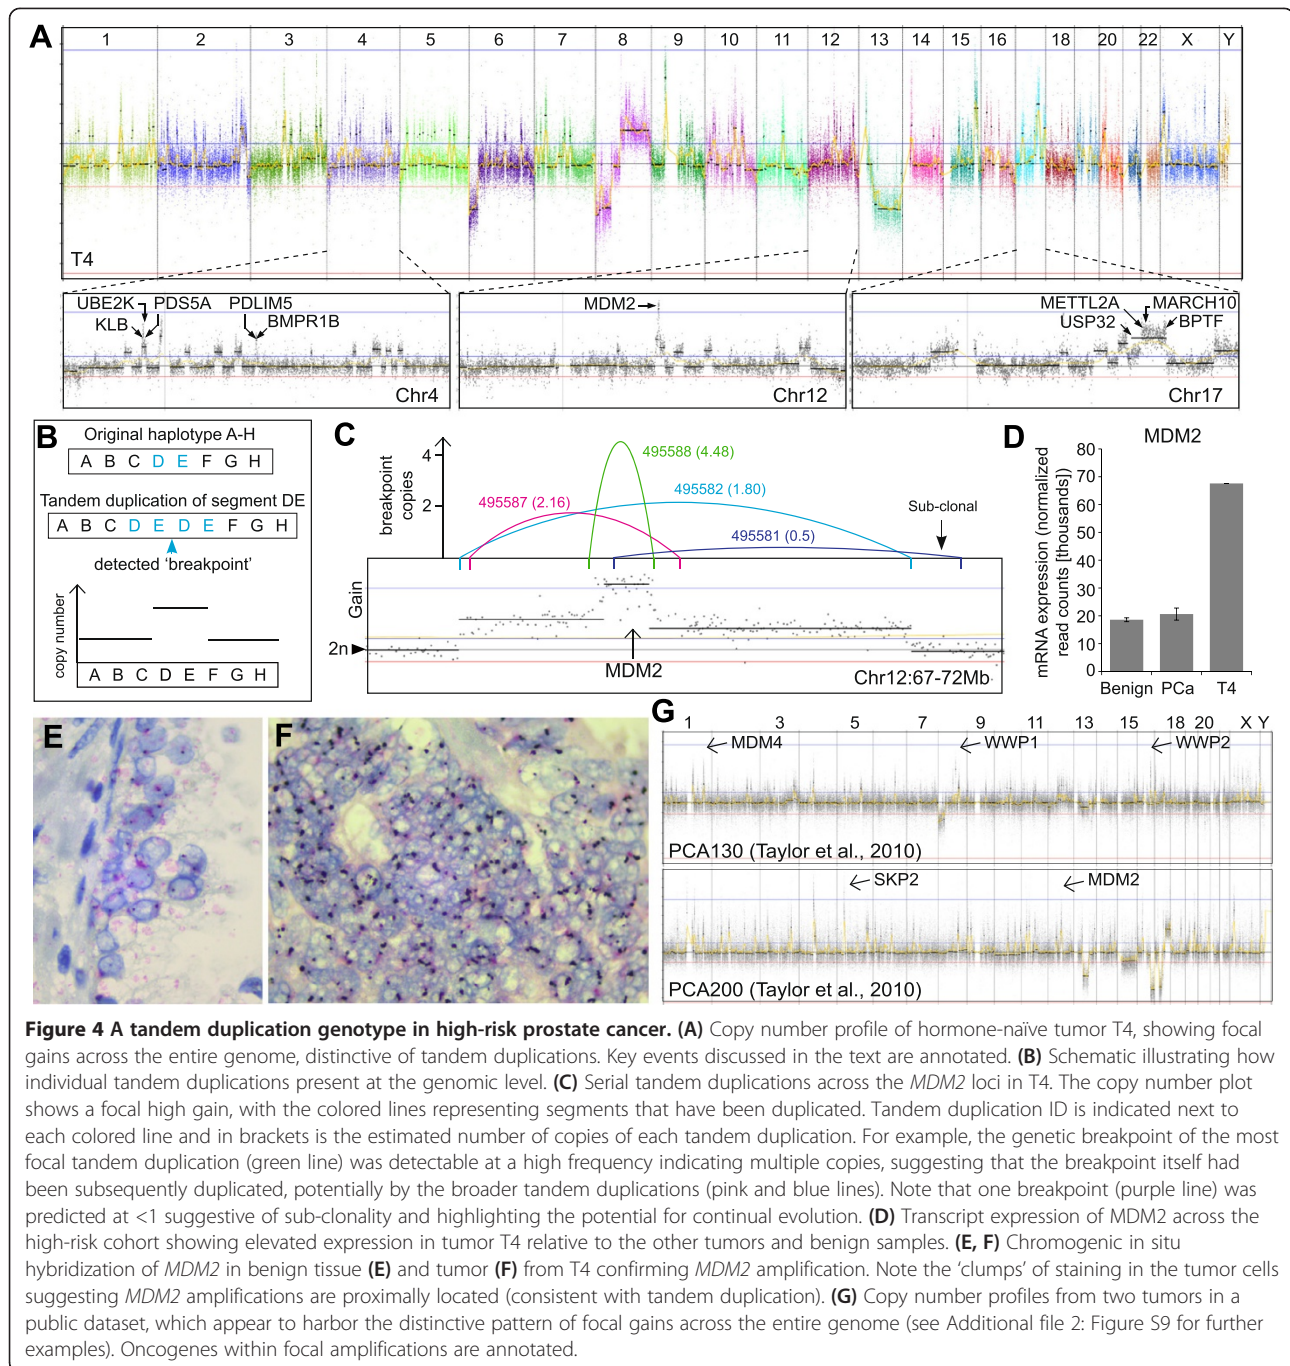 A
1 2 3 4 5 6 7 8 9 10 11 12 13 14 15 16 18 20 22 X Y
T4
UBE2K PDS5A PDLIM5
KLB BMPR1B
Chr4
MDM2
Chr12
METTL2A MARCH10
USP32 BPTF
Chr17
B
Original haplotype A-H
A B C D E F G H
Tandem duplication of segment DE
A B C D E D E F G H
detected ‘breakpoint’
copy number
A B C D E F G H
C
breakpoint
copies
4
2
495588 (4.48)
495587 (2.16)
495582 (1.80)
495581 (0.5)
Sub-clonal
Gain
2n
MDM2
Chr12:67-72Mb
D
MDM2
mRNA expression (normalized
read counts [thousands]
80
70
60
50
40
30
20
10
0
Benign PCa T4
E
F
G
1 3 5 7 9 11 13 15 18 20 X Y
MDM4 WWP1 WWP2
PCA130 (Taylor et al., 2010)
SKP2 MDM2
PCA200 (Taylor et al., 2010)
Figure 4 A tandem duplication genotype in high-risk prostate cancer. (A) Copy number profile of hormone-naïve tumor T4, showing focal
gains across the entire genome, distinctive of tandem duplications. Key events discussed in the text are annotated. (B) Schematic illustrating how
individual tandem duplications present at the genomic level. (C) Serial tandem duplications across the MDM2 loci in T4. The copy number plot
shows a focal high gain, with the colored lines representing segments that have been duplicated. Tandem duplication ID is indicated next to
each colored line and in brackets is the estimated number of copies of each tandem duplication. For example, the genetic breakpoint of the most
focal tandem duplication (green line) was detectable at a high frequency indicating multiple copies, suggesting that the breakpoint itself had
been subsequently duplicated, potentially by the broader tandem duplications (pink and blue lines). Note that one breakpoint (purple line) was
predicted at <1 suggestive of sub-clonality and highlighting the potential for continual evolution. (D) Transcript expression of MDM2 across the
high-risk cohort showing elevated expression in tumor T4 relative to the other tumors and benign samples. (E, F) Chromogenic in situ
hybridization of MDM2 in benign tissue (E) and tumor (F) from T4 confirming MDM2 amplification. Note the ‘clumps’ of staining in the tumor cells
suggesting MDM2 amplifications are proximally located (consistent with tandem duplication). (G) Copy number profiles from two tumors in a
public dataset, which appear to harbor the distinctive pattern of focal gains across the entire genome (see Additional file 2: Figure S9 for further
examples). Oncogenes within focal amplifications are annotated.